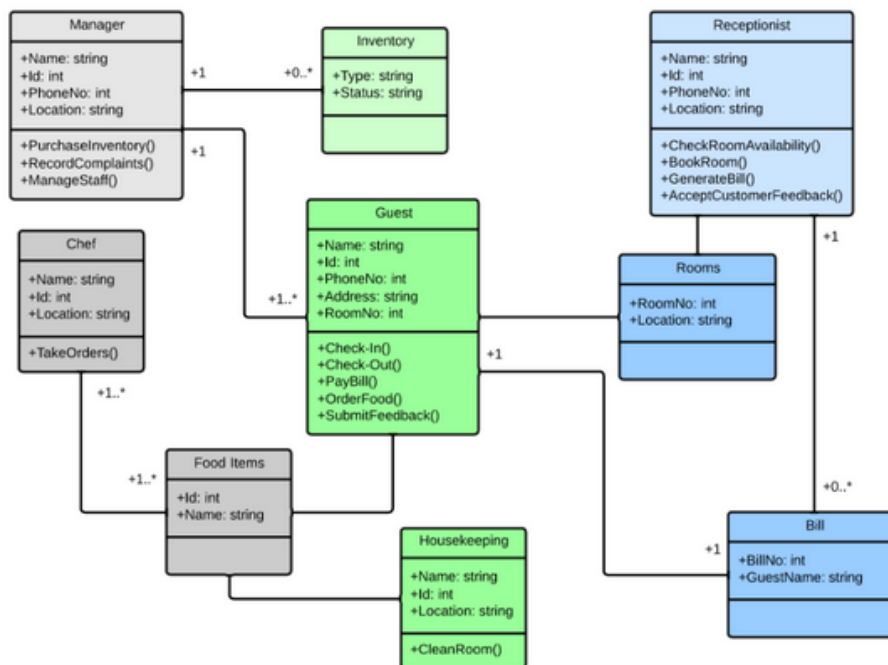 Manager
+Name: string
+Id: int
+PhoneNo: int
+Location: string
+PurchaseInventory()
+RecordComplaints()
+ManageStaff()
+1
+0..*
+1
Inventory
+Type: string
+Status: string
Receptionist
+Name: string
+Id: int
+PhoneNo: int
+Location: string
+CheckRoomAvailability()
+BookRoom()
+GenerateBill()
+AcceptCustomerFeedback()
+1
Chef
+Name: string
+Id: int
+Location: string
+TakeOrders()
+1..*
+1..*
Guest
+Name: string
+Id: int
+PhoneNo: int
+Address: string
+RoomNo: int
+Check-In()
+Check-Out()
+PayBill()
+OrderFood()
+SubmitFeedback()
+1
Rooms
+RoomNo: int
+Location: string
+1..*
Food Items
+Id: int
+Name: string
+0..*
Housekeeping
+Name: string
+Id: int
+Location: string
+CleanRoom()
+1
Bill
+BillNo: int
+GuestName: string